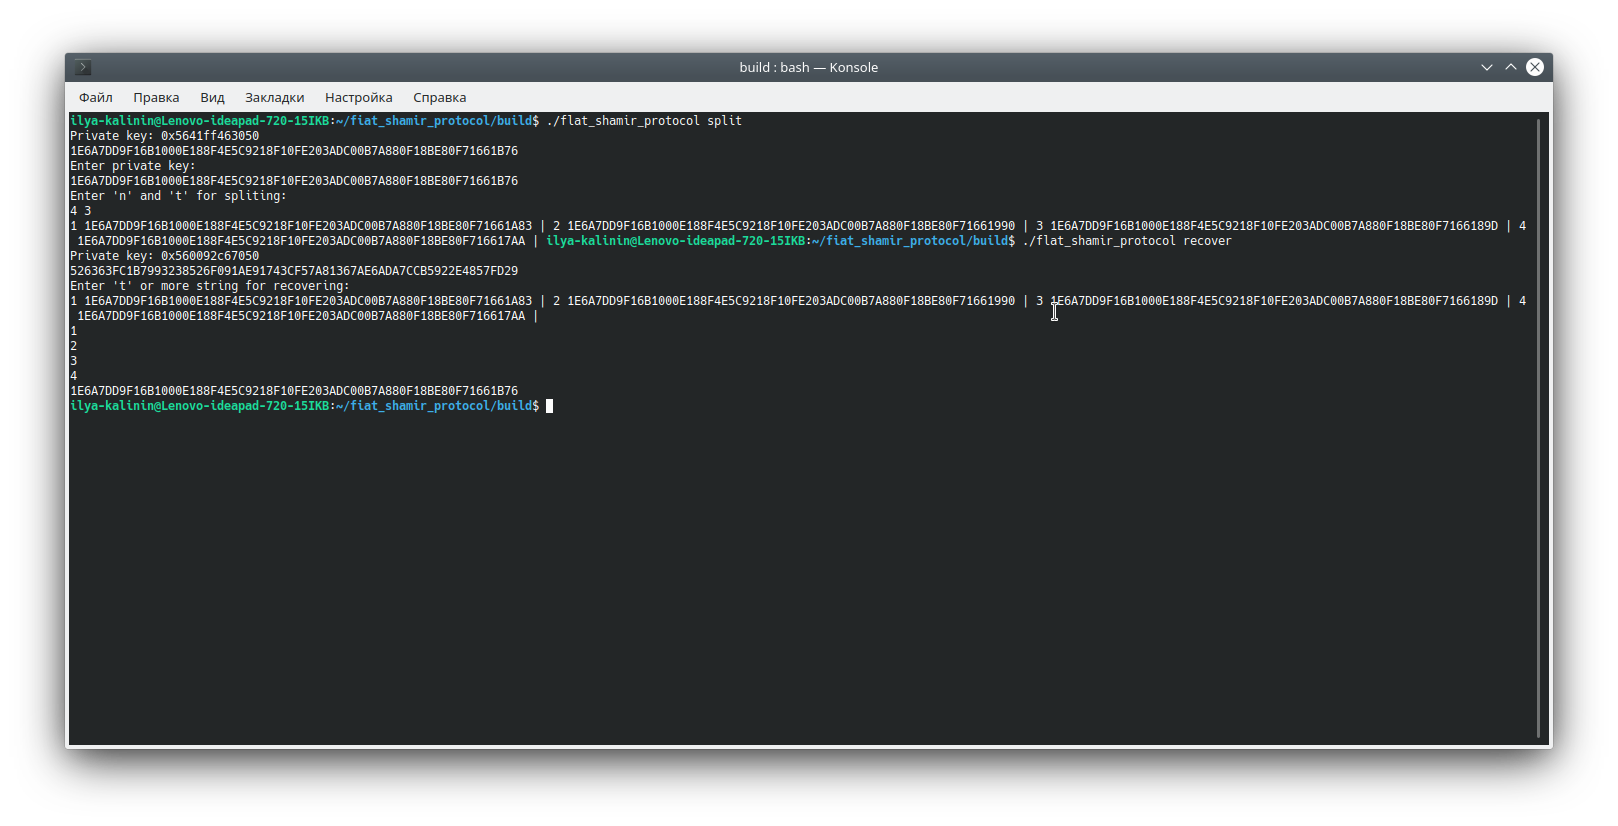 build : bash — Konsole
Файл Правка Вид Закладки Настройка Справка
ilya-kalinin@Lenovo-ideapad-720-15IKB:~/fiat_shamir_protocol/build$ ./flat_shamir_protocol split
Private key: 0x5641ff463050
1E6A7DD9F16B1000E188F4E5C9218F10FE203ADC00B7A880F18BE80F71661B76
Enter private key:
1E6A7DD9F16B1000E188F4E5C9218F10FE203ADC00B7A880F18BE80F71661B76
Enter 'n' and 't' for spliting:
4 3
1 1E6A7DD9F16B1000E188F4E5C9218F10FE203ADC00B7A880F18BE80F71661A83 | 2 1E6A7DD9F16B1000E188F4E5C9218F10FE203ADC00B7A880F18BE80F71661990 | 3 1E6A7DD9F16B1000E188F4E5C9218F10FE203ADC00B7A880F18BE80F7166189D | 4
1E6A7DD9F16B1000E188F4E5C9218F10FE203ADC00B7A880F18BE80F716617AA | ilya-kalinin@Lenovo-ideapad-720-15IKB:~/fiat_shamir_protocol/build$ ./flat_shamir_protocol recover
Private key: 0x560092c67050
526363FC1B7993238526F091AE91743CF57A81367AE6ADA7CCB5922E4857FD29
Enter 't' or more string for recovering:
1 1E6A7DD9F16B1000E188F4E5C9218F10FE203ADC00B7A880F18BE80F71661A83 | 2 1E6A7DD9F16B1000E188F4E5C9218F10FE203ADC00B7A880F18BE80F71661990 | 3 1E6A7DD9F16B1000E188F4E5C9218F10FE203ADC00B7A880F18BE80F7166189D | 4
1E6A7DD9F16B1000E188F4E5C9218F10FE203ADC00B7A880F18BE80F716617AA |
1
2
3
4
1E6A7DD9F16B1000E188F4E5C9218F10FE203ADC00B7A880F18BE80F71661B76
ilya-kalinin@Lenovo-ideapad-720-15IKB:~/fiat_shamir_protocol/build$